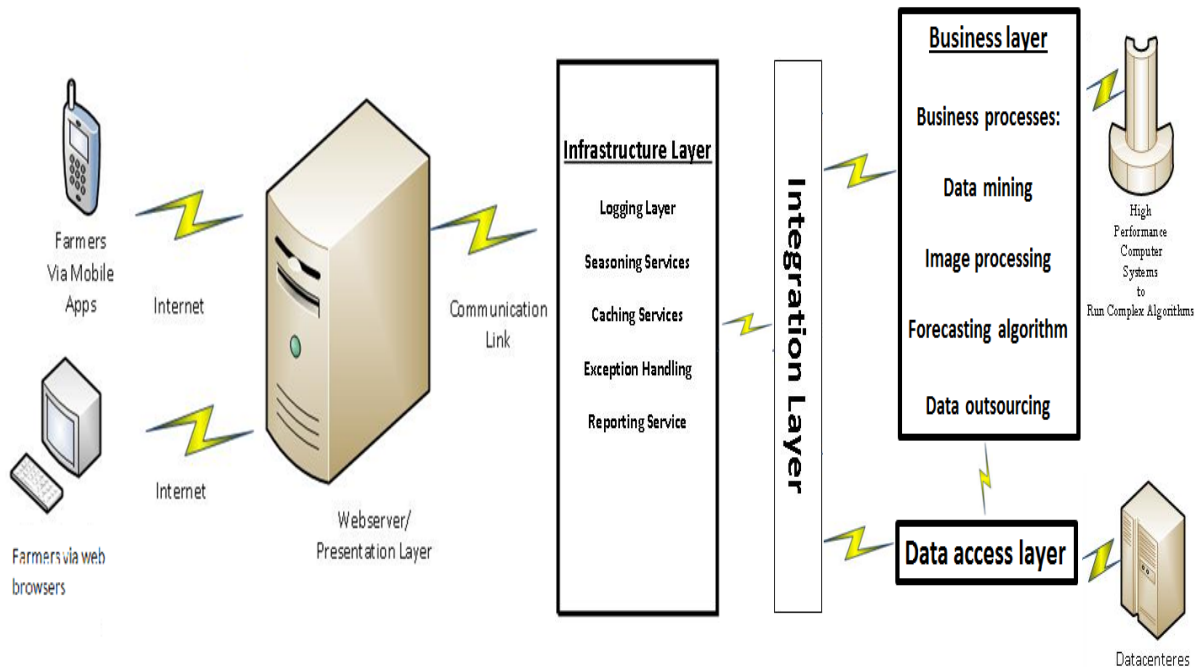 Farmers
Via Mobile
Apps
Internet
Farmers via web
browsers
Internet
Webserver/
Presentation Layer
Communication
Link
Infrastructure Layer
Logging Layer
Seasoning Services
Caching Services
Exception Handling
Reporting Service
Integration Layer
Business layer
Business processes:
Data mining
Image processing
Forecasting algorithm
Data outsourcing
High
Performance
Computer
Systems
to
Run Complex Algorithms
Data access layer
Datacenteres